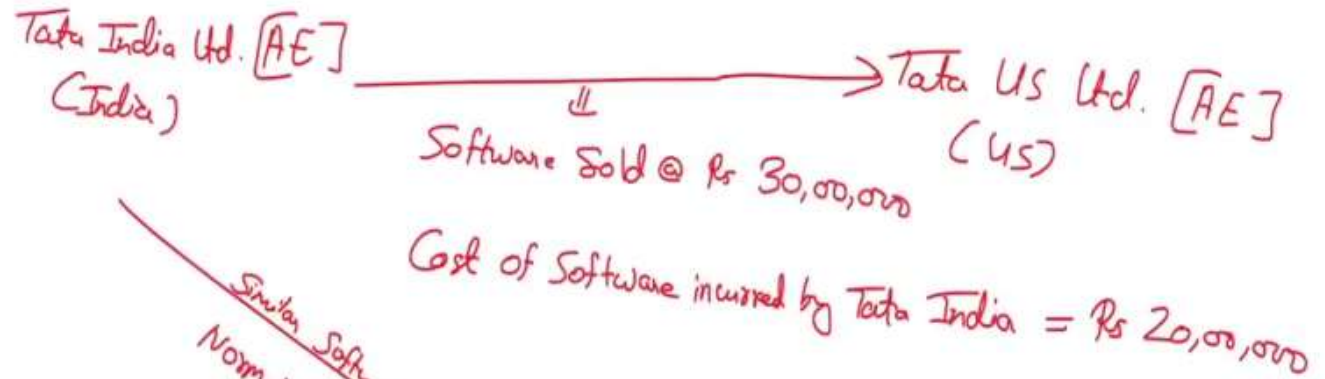 Tata India Ltd. [AE]
(India)
Tata US Ltd. [AE]
(US)
Software Sold @ Rs 30,00,000
Cost of Software incurred by Tata India = Rs 20,00,000
Similar